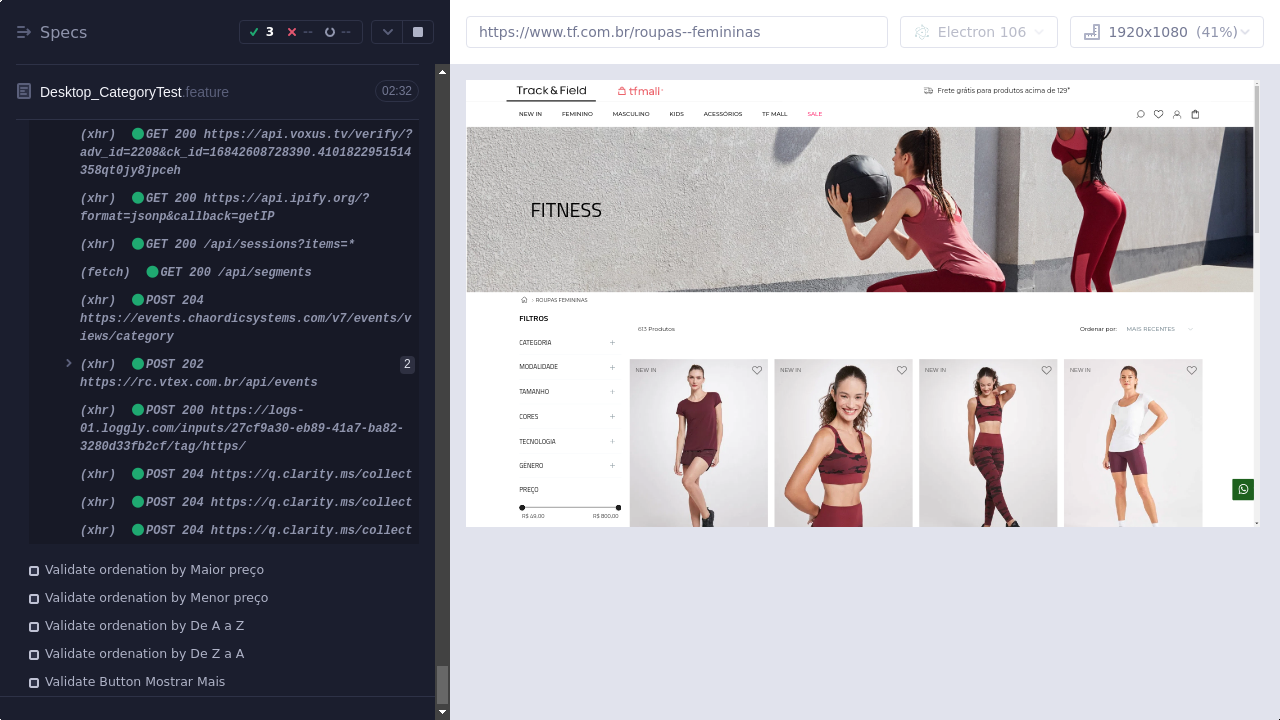 Specs
3
--
--
https://www.tf.com.br/roupas--femininas
Electron 106
1920x1080 (41%)
Desktop_CategoryTest.feature
02:32
(xhr) GET 200 https://api.voxus.tv/verify/?
adv_id=2208&ck_id=16842608728390.4101822951514
358qt0jy8jpceh
(xhr) GET 200 https://api.ipify.org/?
format=jsonp&callback=getIP
(xhr) GET 200 /api/sessions?items=*
(fetch) GET 200 /api/segments
(xhr) POST 204
https://events.chaordicsystems.com/v7/events/v
iews/category
(xhr) POST 202 2
https://rc.vtex.com.br/api/events
(xhr) POST 200 https://logs-
01.loggly.com/inputs/27cf9a30-eb89-41a7-ba82-
3280d33fb2cf/tag/https/
(xhr) POST 204 https://q.clarity.ms/collect
(xhr) POST 204 https://q.clarity.ms/collect
(xhr) POST 204 https://q.clarity.ms/collect
Validate ordenation by Maior preço
Validate ordenation by Menor preço
Validate ordenation by De A a Z
Validate ordenation by De Z a A
Validate Button Mostrar Mais
Track&Field
tfmall
Frete grátis para produtos acima de 129*
NEW IN FEMININO MASCULINO KIDS ACESSÓRIOS TF MALL SALE
FITNESS
› ROUPAS FEMININAS
FILTROS
613 Produtos
Ordenar por: MAIS RECENTES
CATEGORIA +
MODALIDADE +
TAMANHO +
CORES +
TECNOLOGIA +
GÊNERO +
PREÇO
R$ 49,00 R$ 800,00
NEW IN
NEW IN
NEW IN
NEW IN